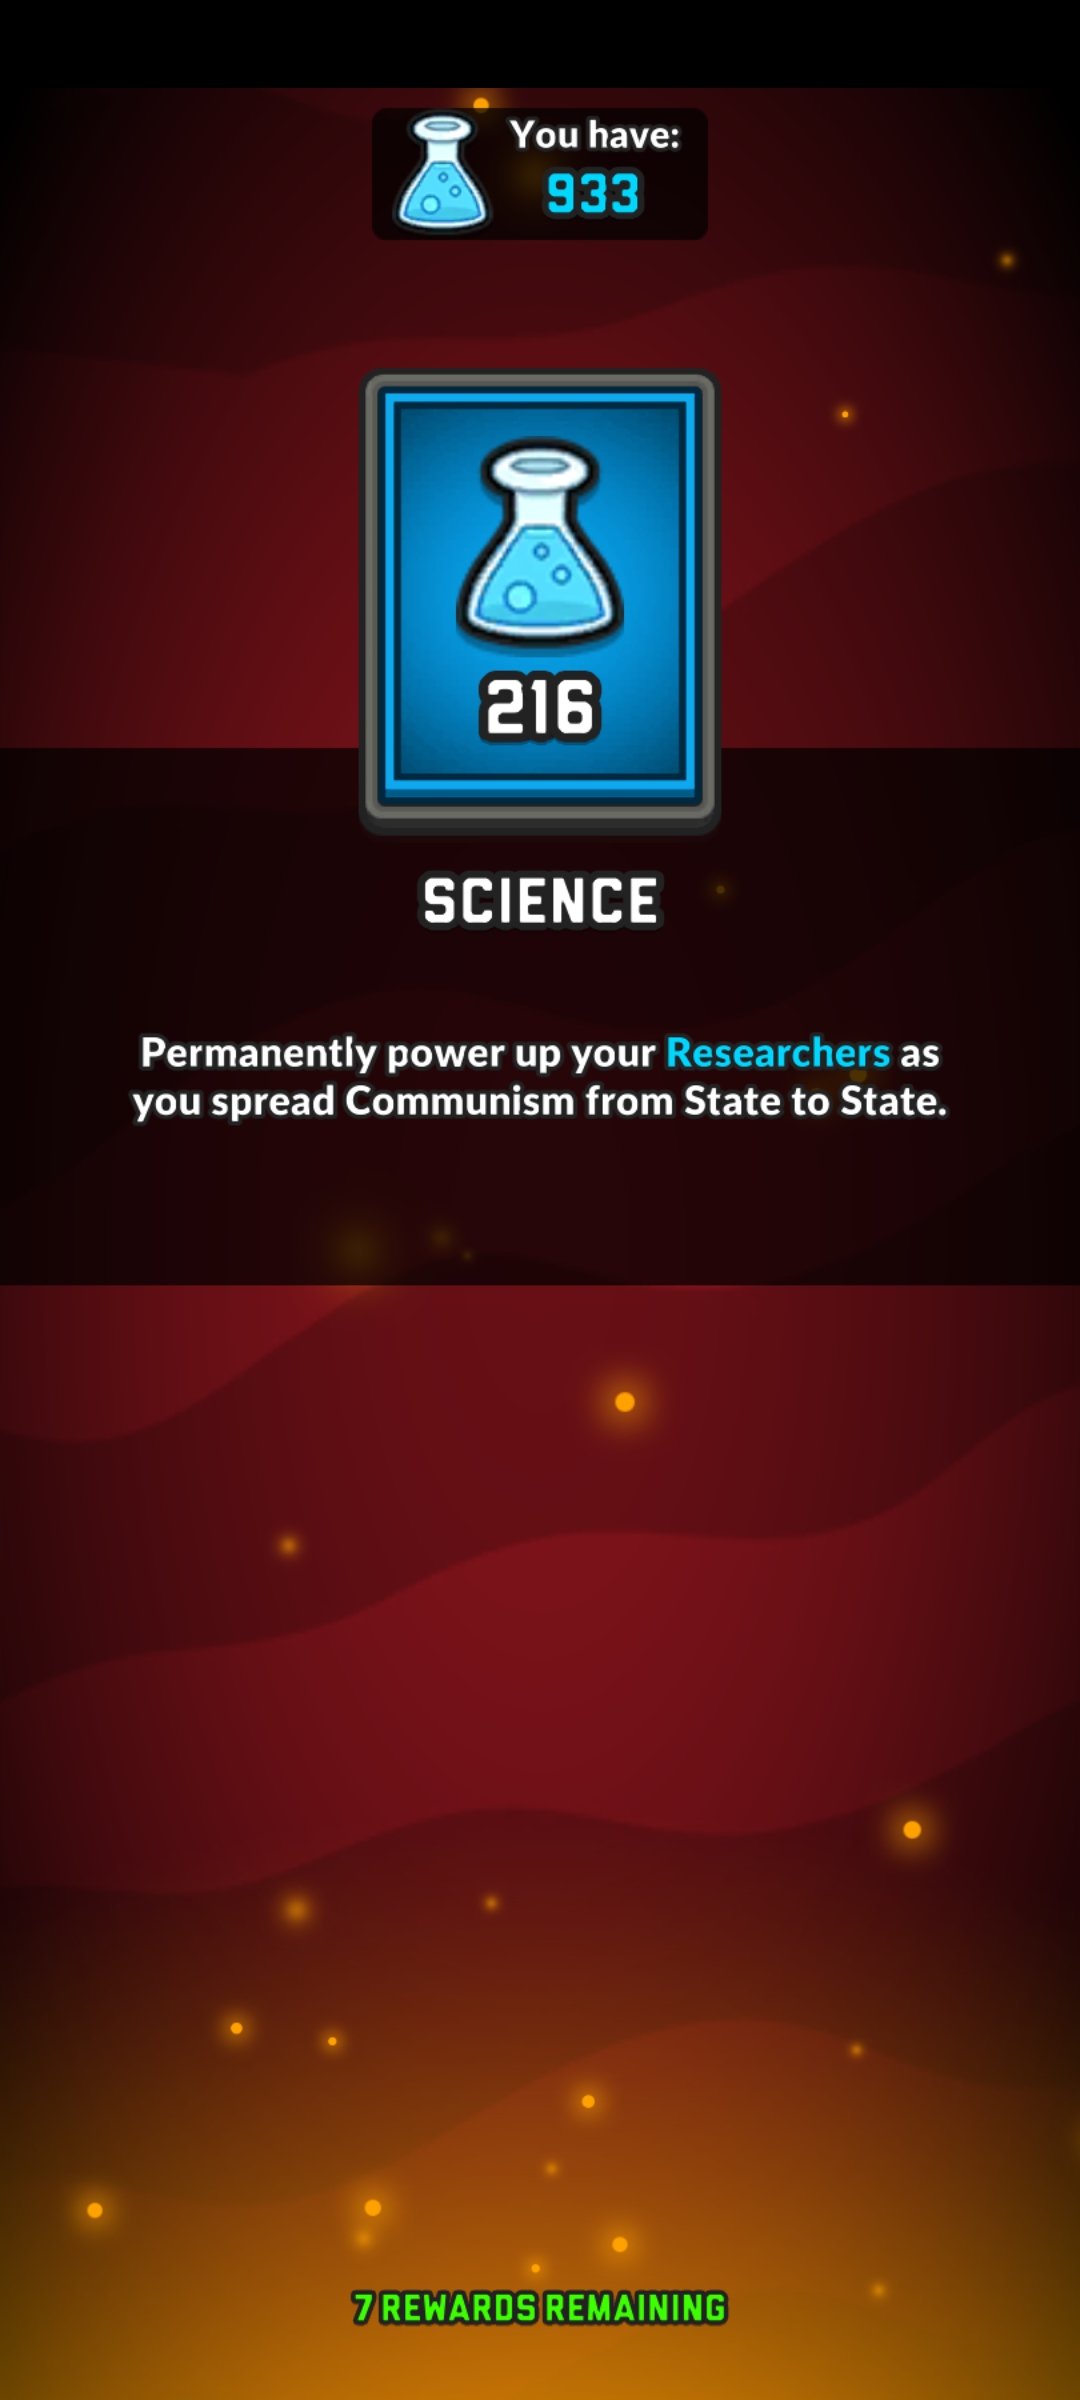 You have:
933
216
SCIENCE
Permanently power up your Researchers as
you spread Communism from State to State.
7 REWARDS REMAINING